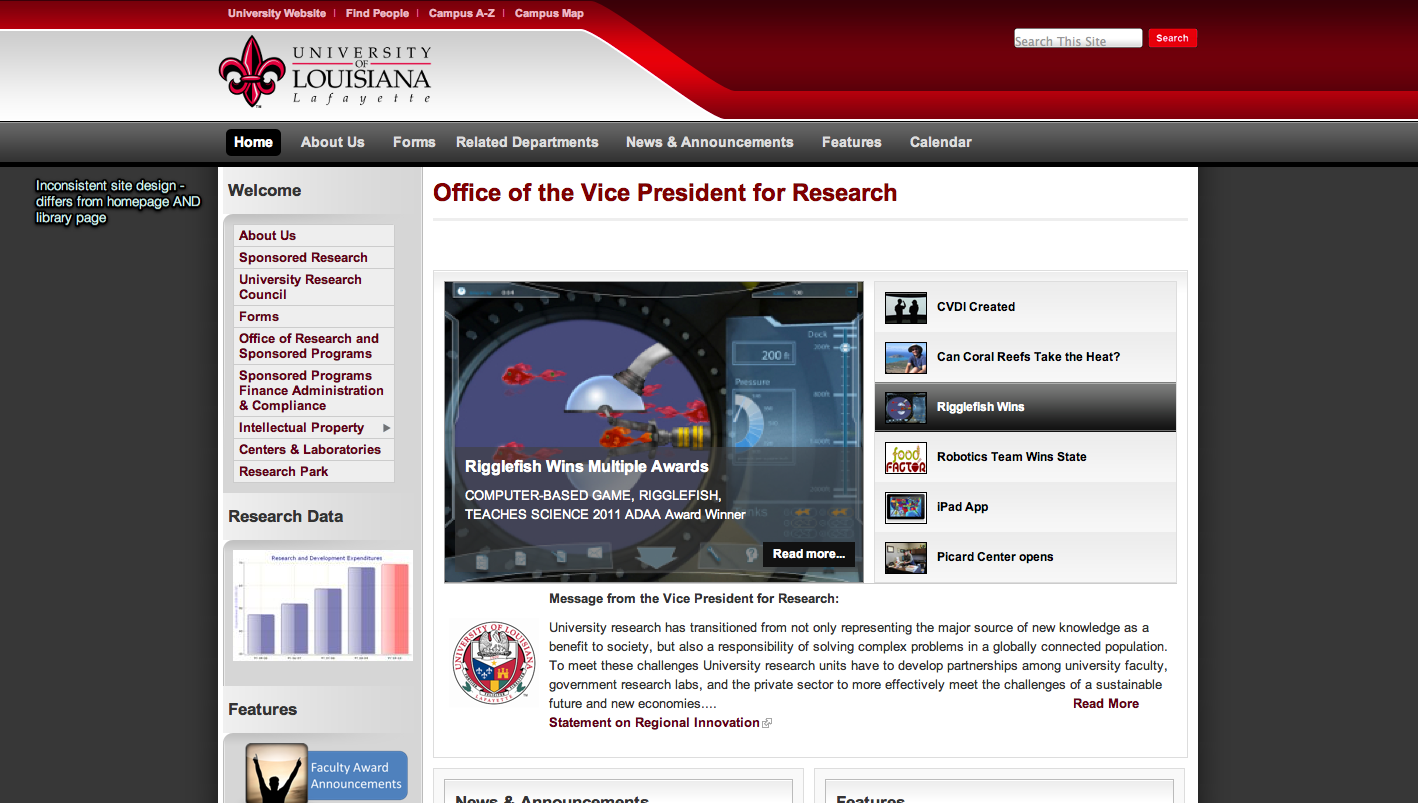 University Website | Find People | Campus A-Z | Campus Map
Search This Site
Search
UNIVERSITY
OF
LOUISIANA
Lafayette
Home
About Us
Forms
Related Departments
News & Announcements
Features
Calendar
Inconsistent site design -
differs from homepage AND
library page
Welcome
About Us
Sponsored Research
University Research
Council
Forms
Office of Research and
Sponsored Programs
Sponsored Programs
Finance Administration
& Compliance
Intellectual Property
Centers & Laboratories
Research Park
Research Data
Research and Development Expenditures
Features
Faculty Award
Announcements
Office of the Vice President for Research
Dock
200 ft
Pressure
Rigglefish Wins Multiple Awards
COMPUTER-BASED GAME, RIGGLEFISH,
TEACHES SCIENCE 2011 ADAA Award Winner
Read more...
CVDI Created
Can Coral Reefs Take the Heat?
Rigglefish Wins
food
FACTOR
Robotics Team Wins State
iPad App
Picard Center opens
Message from the Vice President for Research:
UNIVERSITY OF LOUISIANA
LAFAYETTE
University research has transitioned from not only representing the major source of new knowledge as a
benefit to society, but also a responsibility of solving complex problems in a globally connected population.
To meet these challenges University research units have to develop partnerships among university faculty,
government research labs, and the private sector to more effectively meet the challenges of a sustainable
future and new economies.... Read More
Statement on Regional Innovation
News & Announcements
Features